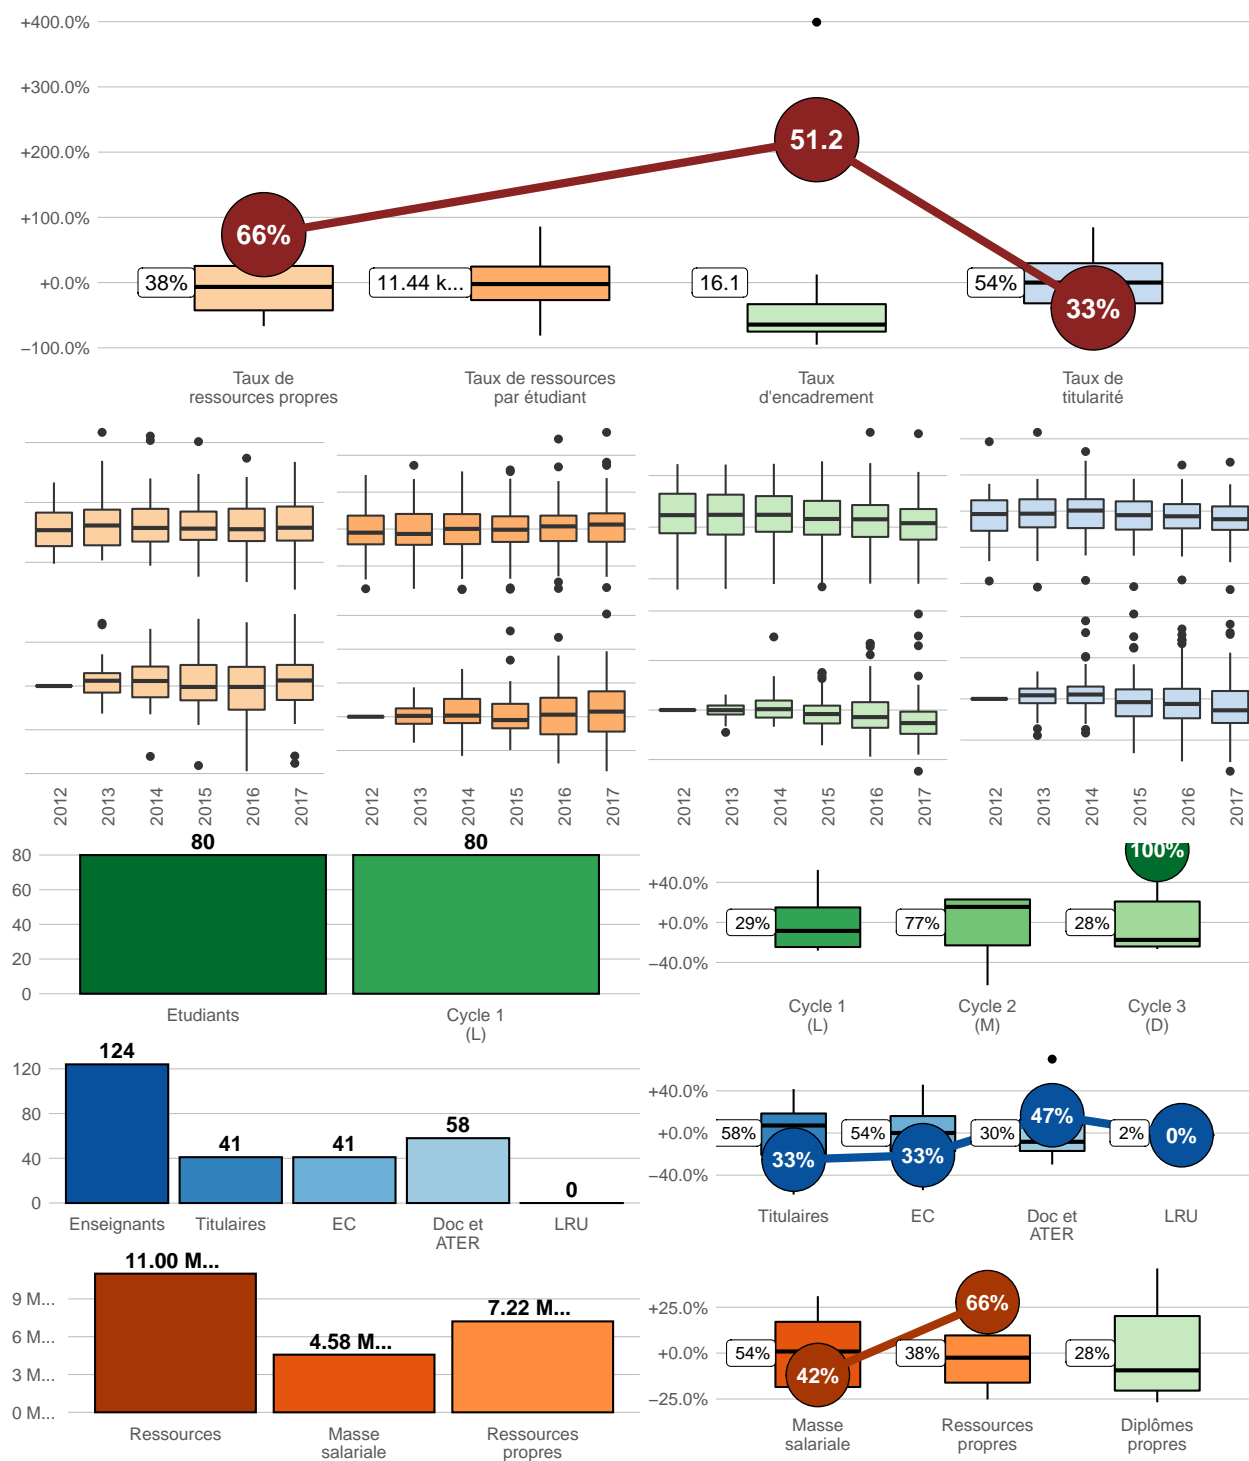 +400.0%
+300.0%
+200.0%
+100.0%
+0.0%
−100.0%
51.2
66%
33%
38%
11.44 k...
16.1
54%
Taux de
ressources propres
Taux de ressources
par étudiant
Taux
d'encadrement
Taux de
titularité
2012
2013
2014
2015
2016
2017
2012
2013
2014
2015
2016
2017
2012
2013
2014
2015
2016
2017
2012
2013
2014
2015
2016
2017
80
80
80
60
40
20
0
Etudiants
Cycle 1
(L)
+40.0%
+0.0%
−40.0%
29%
77%
28%
100%
Cycle 1
(L)
Cycle 2
(M)
Cycle 3
(D)
120
80
40
0
124
41
41
58
0
Enseignants
Titulaires
EC
Doc et
ATER
LRU
+40.0%
+0.0%
−40.0%
58%
33%
54%
33%
30%
47%
2%
0%
Titulaires
EC
Doc et
ATER
LRU
9 M...
6 M...
3 M...
0 M...
11.00 M...
4.58 M...
7.22 M...
Ressources
Masse
salariale
Ressources
propres
+25.0%
+0.0%
−25.0%
54%
42%
38%
66%
28%
Masse
salariale
Ressources
propres
Diplômes
propres